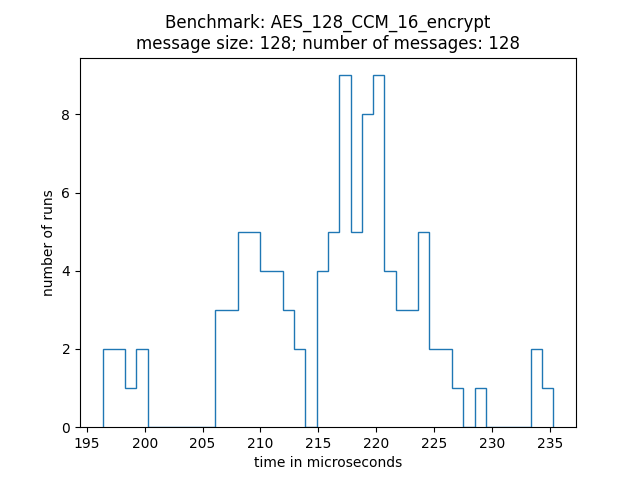 Benchmark: AES_128_CCM_16_encrypt
message size: 128; number of messages: 128
number of runs
8
6
4
2
0
195 200 205 210 215 220 225 230 235
time in microseconds